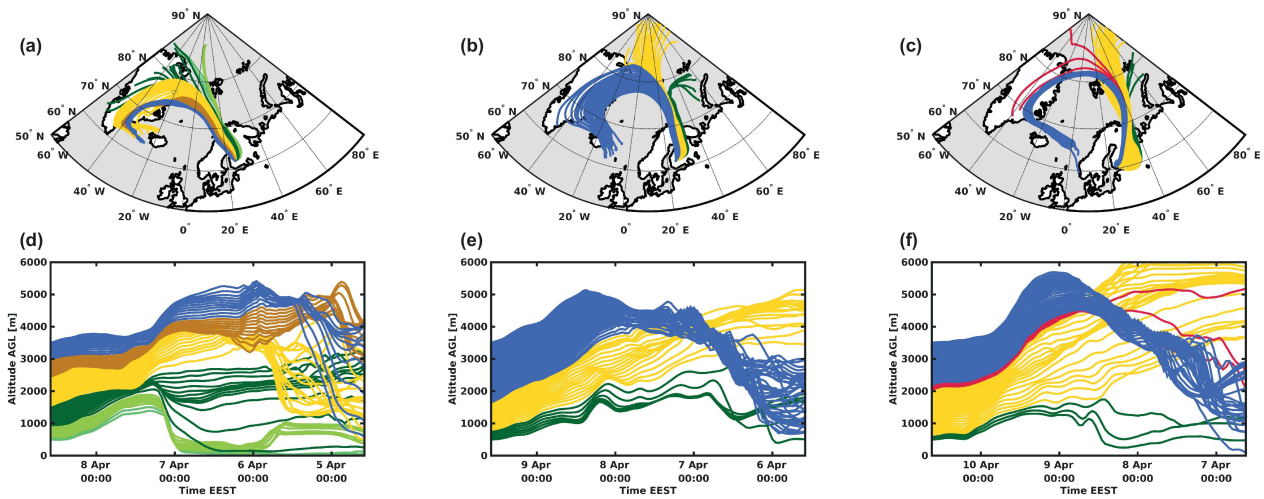 (a)
90° N
80° N
70° N
60° N
50° N
60° W
40° W
20° W
0°
20° E
40° E
60° E
80° E
(b)
90° N
80° N
70° N
60° N
50° N
60° W
40° W
20° W
0°
20° E
40° E
60° E
80° E
(c)
90° N
80° N
70° N
60° N
50° N
60° W
40° W
20° W
0°
20° E
40° E
60° E
80° E
(d)
Altitude AGL [m]
6000
5000
4000
3000
2000
1000
0
8 Apr 7 Apr 6 Apr 5 Apr
00:00 00:00 00:00 00:00
Time EEST
(e)
Altitude AGL [m]
6000
5000
4000
3000
2000
1000
0
9 Apr 8 Apr 7 Apr 6 Apr
00:00 00:00 00:00 00:00
Time EEST
(f)
Altitude AGL [m]
6000
5000
4000
3000
2000
1000
0
10 Apr 9 Apr 8 Apr 7 Apr
00:00 00:00 00:00 00:00
Time EEST